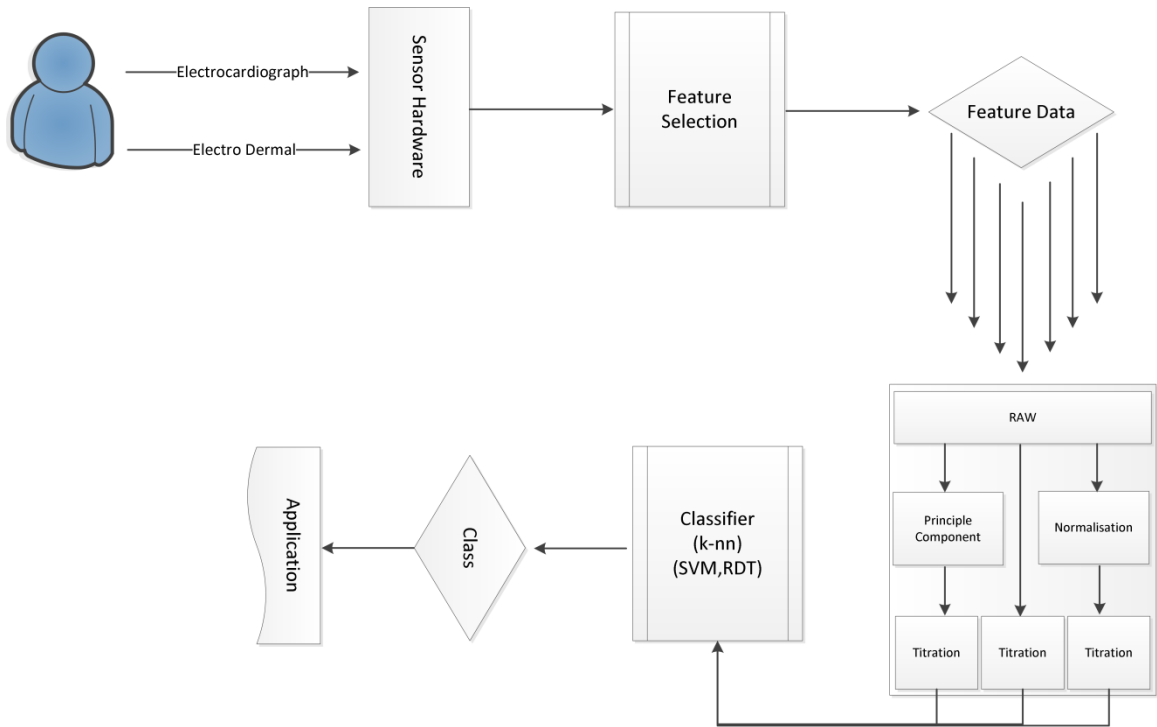 Electrocardiograph
Electro Dermal
Sensor Hardware
Feature
Selection
Feature Data
RAW
Principle
Component
Normalisation
Titration
Titration
Titration
Classifier
(k-nn)
(SVM,RDT)
Class
Application